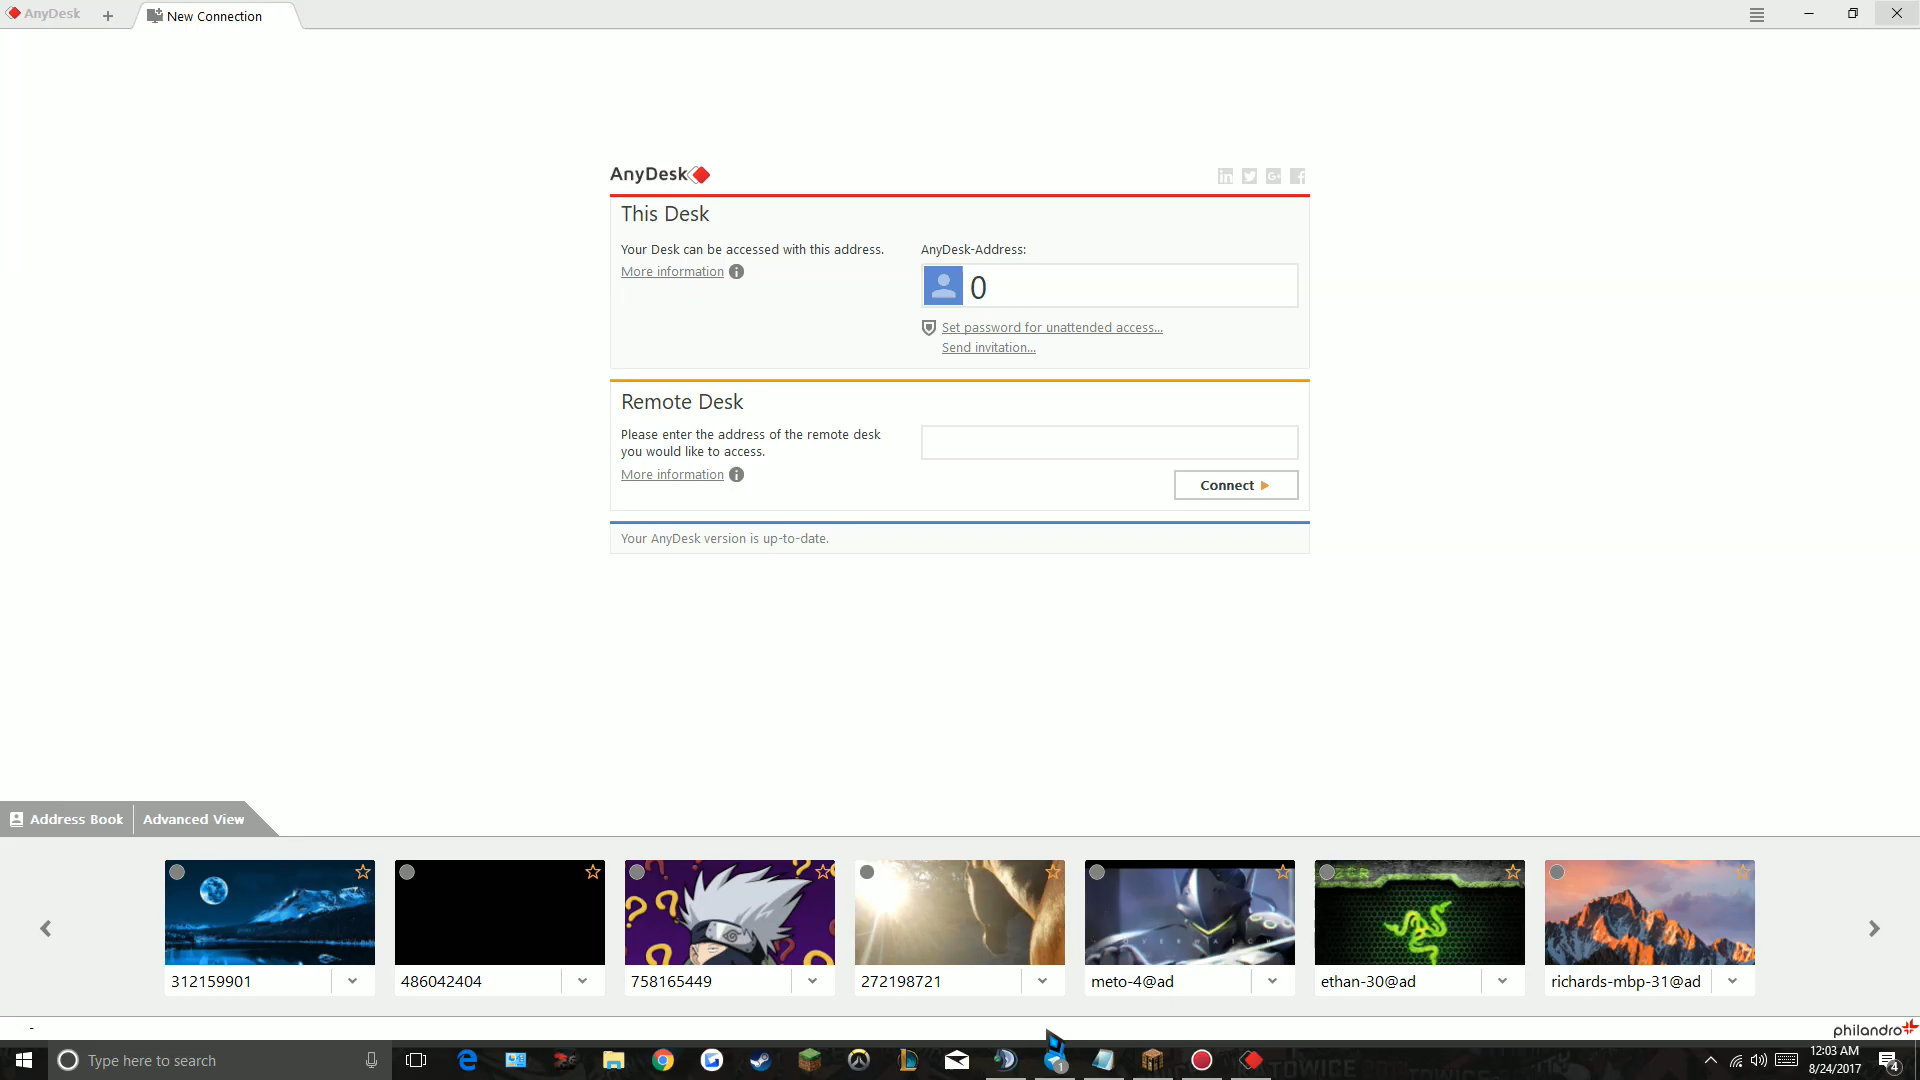 AnyDesk
New Connection
AnyDesk
This Desk
Your Desk can be accessed with this address.
More information
AnyDesk-Address:
0
Set password for unattended access...
Send invitation...
Remote Desk
Please enter the address of the remote desk
you would like to access.
More information
Connect
Your AnyDesk version is up-to-date.
Address Book
Advanced View
312159901
486042404
758165449
272198721
meto-4@ad
ethan-30@ad
richards-mbp-31@ad
-
philandro
Type here to search
1
12:03 AM
8/24/2017
4